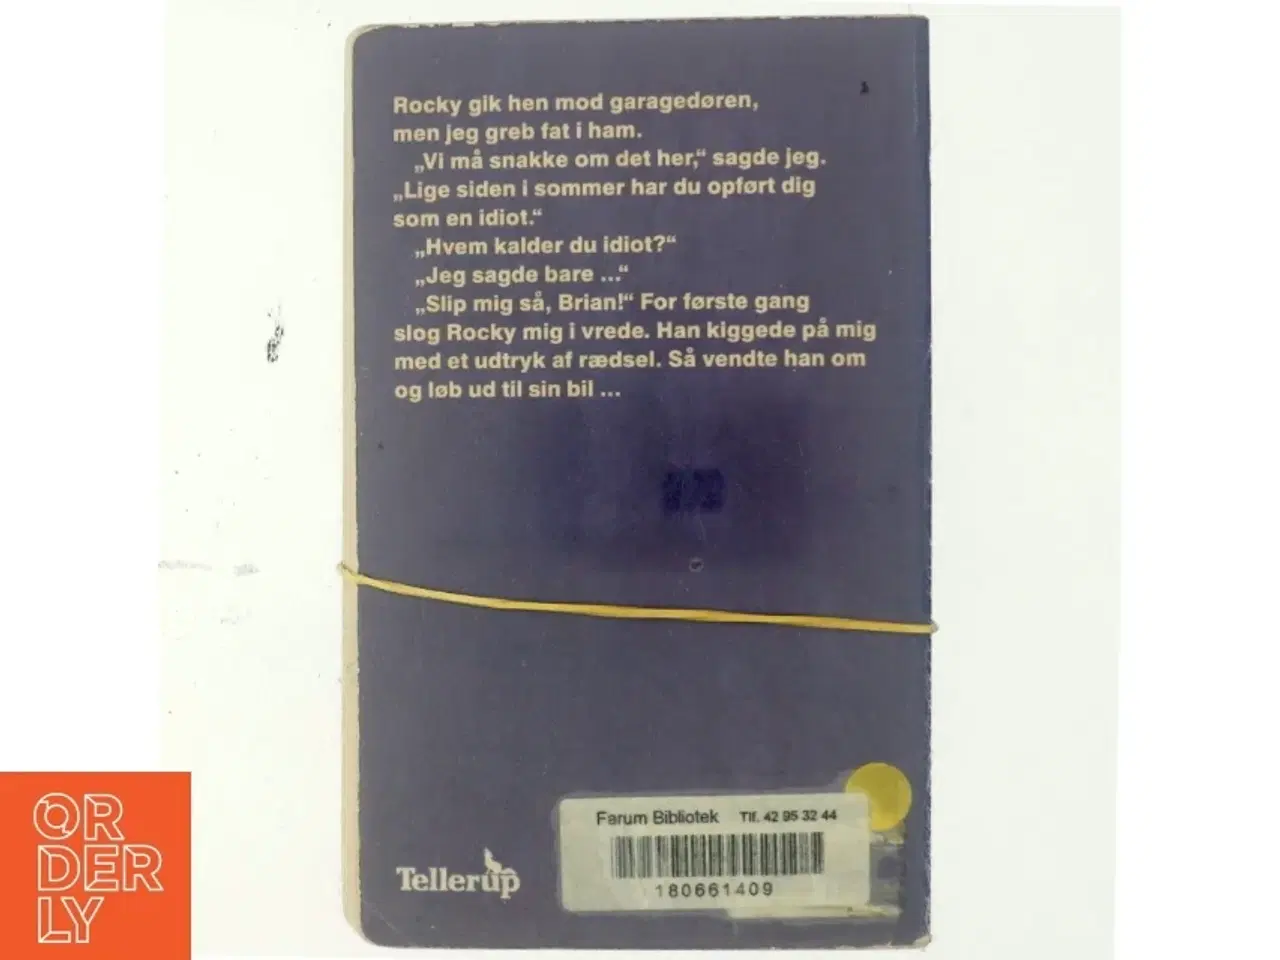 Rocky gik hen mod garagedøren,
men jeg greb fat i ham.
„Vi må snakke om det her,“ sagde jeg.
„Lige siden i sommer har du opført dig
som en idiot.“
„Hvem kalder du idiot?“
„Jeg sagde bare ...“
„Slip mig så, Brian!“ For første gang
slog Rocky mig i vrede. Han kiggede på mig
med et udtryk af rædsel. Så vendte han om
og løb ud til sin bil ...
Farum Bibliotek Tlf. 42 95 32 44
180661409
Tellerup
OR
DER
LY